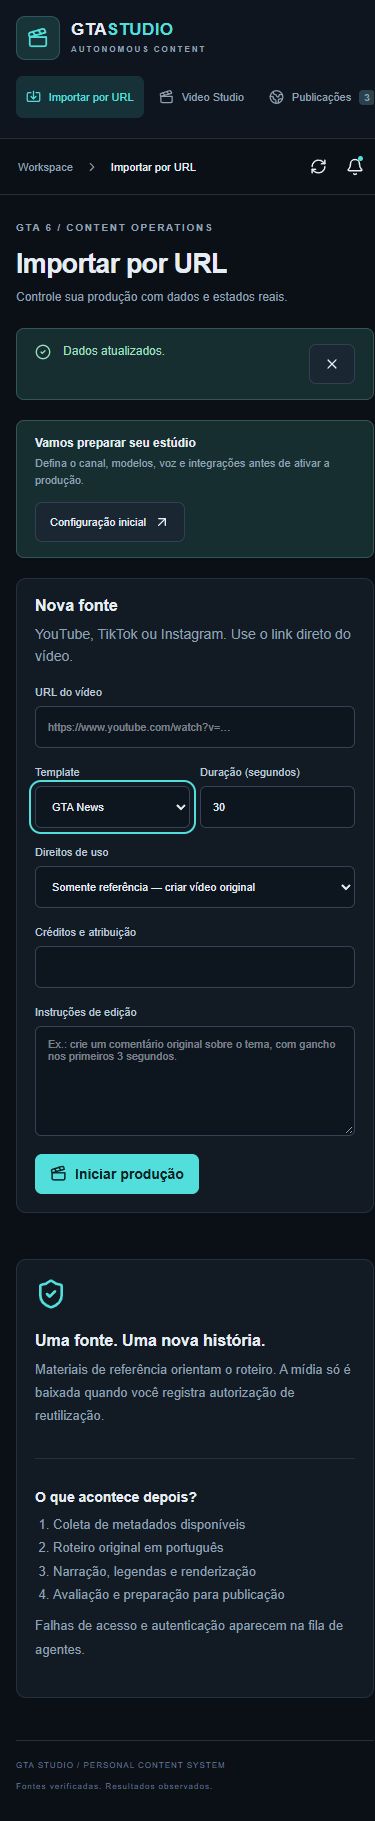 GTASTUDIO
AUTONOMOUS CONTENT
Importar por URL
Video Studio
Publicações 3
Workspace > Importar por URL
GTA 6 / CONTENT OPERATIONS
Importar por URL
Controle sua produção com dados e estados reais.
Dados atualizados.
Vamos preparar seu estúdio
Defina o canal, modelos, voz e integrações antes de ativar a
produção.
Configuração inicial
Nova fonte
YouTube, TikTok ou Instagram. Use o link direto do
vídeo.
URL do vídeo
https://www.youtube.com/watch?v=...
Template
GTA News
Duração (segundos)
30
Direitos de uso
Somente referência — criar vídeo original
Créditos e atribuição
Instruções de edição
Ex.: crie um comentário original sobre o tema, com gancho
nos primeiros 3 segundos.
Iniciar produção
Uma fonte. Uma nova história.
Materiais de referência orientam o roteiro. A mídia só é
baixada quando você registra autorização de
reutilização.
O que acontece depois?
1. Coleta de metadados disponíveis
2. Roteiro original em português
3. Narração, legendas e renderização
4. Avaliação e preparação para publicação
Falhas de acesso e autenticação aparecem na fila de
agentes.
GTA STUDIO / PERSONAL CONTENT SYSTEM
Fontes verificadas. Resultados observados.